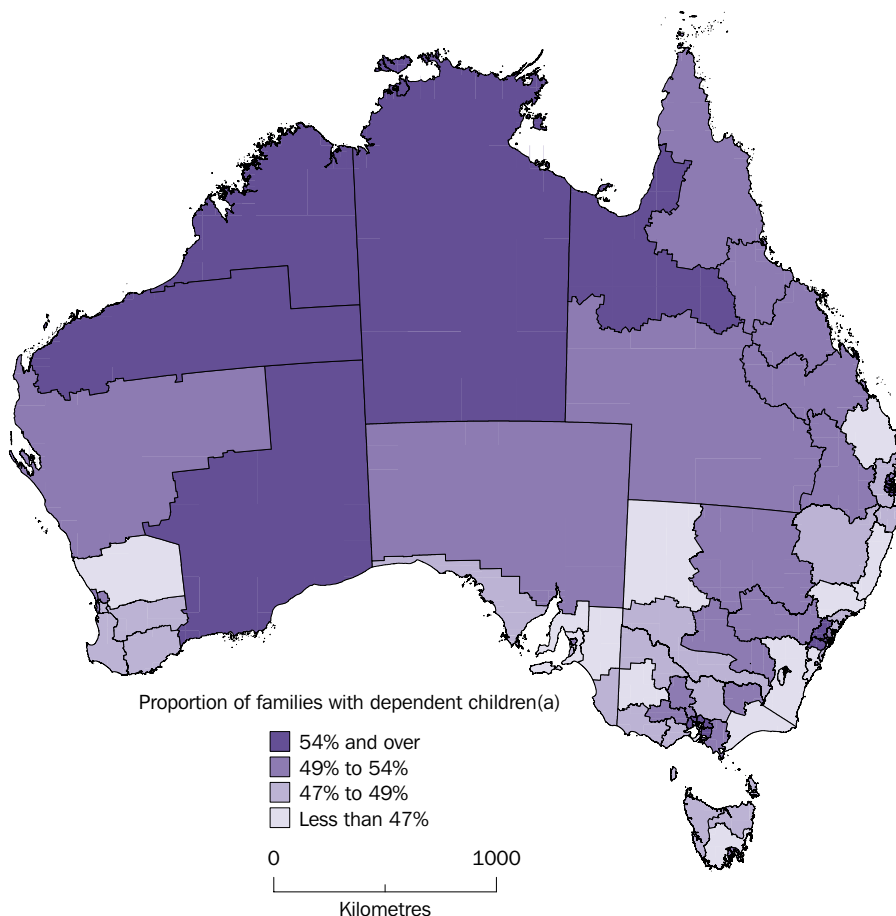 Proportion of families with dependent children(a)
54% and over
49% to 54%
47% to 49%
Less than 47%
0 1000
Kilometres